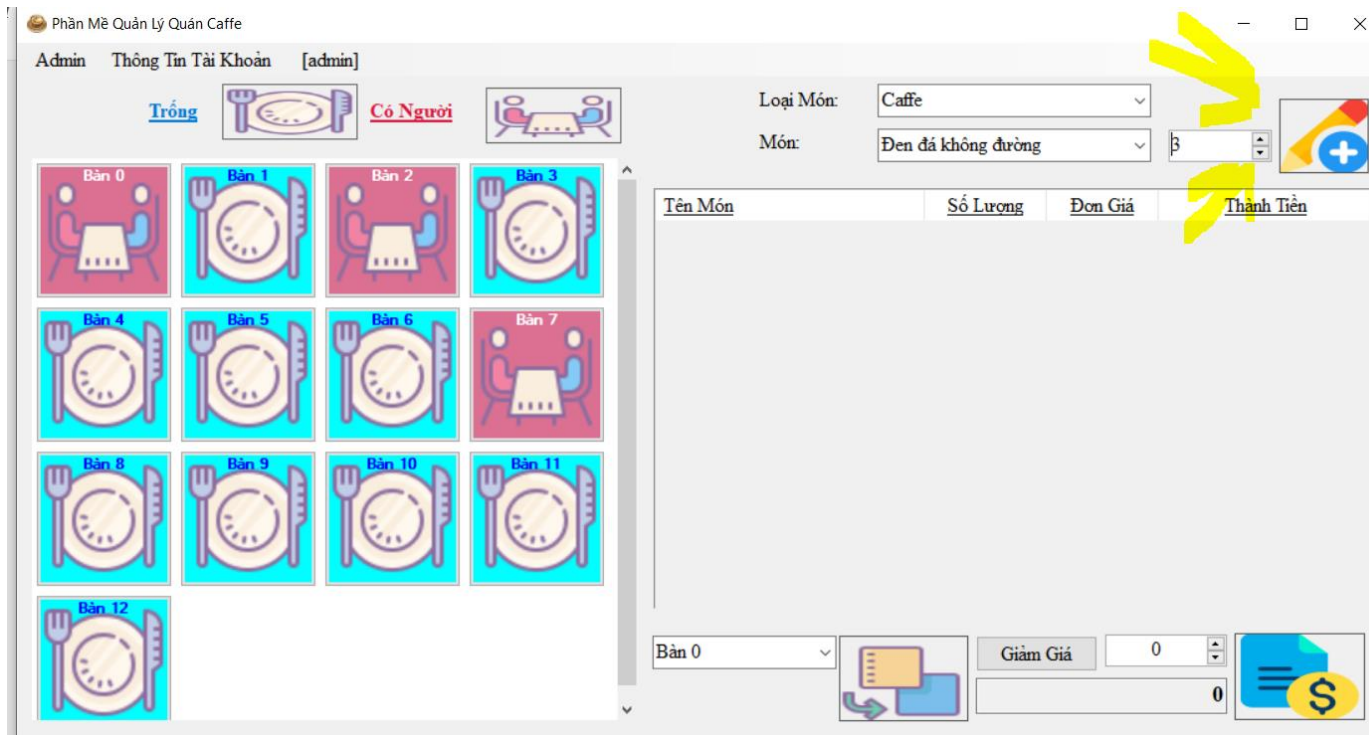 Phần Mề Quản Lý Quán Caffe
Admin Thông Tin Tài Khoản [admin]
Trống Có Người
Loại Món: Caffe
Món: Đen đá không đường 3
Bàn 0 Bàn 1 Bàn 2 Bàn 3
Bàn 4 Bàn 5 Bàn 6 Bàn 7
Bàn 8 Bàn 9 Bàn 10 Bàn 11
Bàn 12
Tên Món Số Lượng Đơn Giá Thành Tiền
Bàn 0 Giảm Giá 0
0